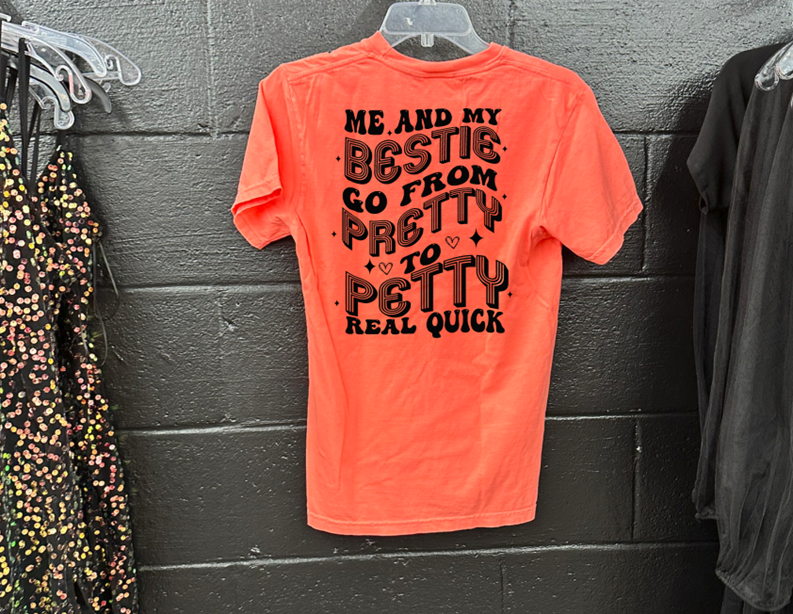 ME AND MY
BESTIE
GO FROM
PRETTY
TO
PETTY
REAL QUICK